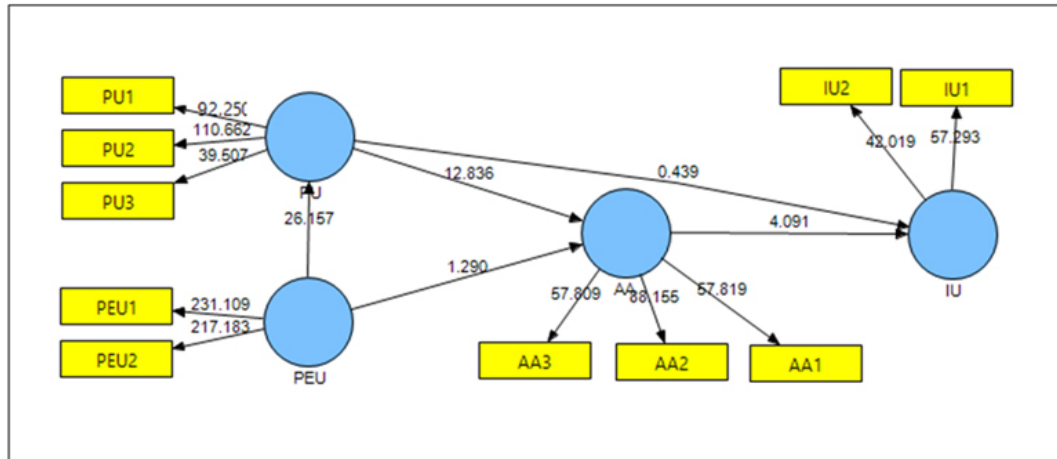 PU1
92.250
PU2
110.662
PU3
39.507
PU
26.157
PEU1
231.109
PEU2
217.183
PEU
12.836
1.290
0.439
AA
4.091
57.809
88.155
57.819
AA3
AA2
AA1
IU2
IU1
42.019
57.293
IU